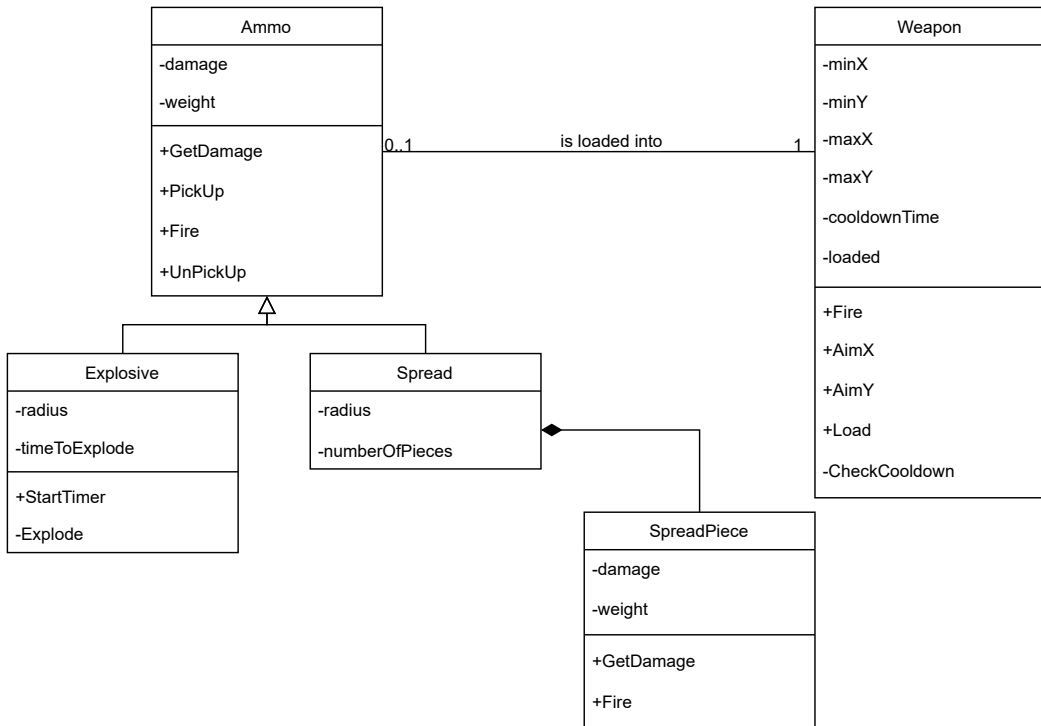 Ammo
-damage
-weight
+GetDamage
+PickUp
+Fire
+UnPickUp
0..1
is loaded into
1
Weapon
-minX
-minY
-maxX
-maxY
-cooldownTime
-loaded
+Fire
+AimX
+AimY
+Load
-CheckCooldown
Explosive
-radius
-timeToExplode
+StartTimer
-Explode
Spread
-radius
-numberOfPieces
SpreadPiece
-damage
-weight
+GetDamage
+Fire